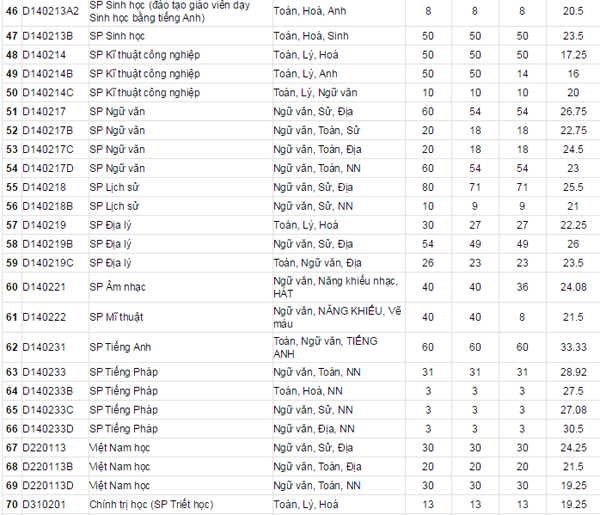 46 D140213A2 SP Sinh học (đào tạo giáo viên dạy Sinh học bằng tiếng Anh) Toán, Hoá, Anh 8 8 8 20.5
47 D140213B SP Sinh học Toán, Hoá, Sinh 50 50 50 23.5
48 D140214 SP Kĩ thuật công nghiệp Toán, Lý, Hoá 50 50 50 17.25
49 D140214B SP Kĩ thuật công nghiệp Toán, Lý, Anh 50 50 14 16
50 D140214C SP Kĩ thuật công nghiệp Toán, Lý, Ngữ văn 10 10 10 20
51 D140217 SP Ngữ văn Ngữ văn, Sử, Địa 60 54 54 26.75
52 D140217B SP Ngữ văn Ngữ văn, Toán, Sử 20 18 18 22.75
53 D140217C SP Ngữ văn Ngữ văn, Toán, Địa 20 18 18 24.5
54 D140217D SP Ngữ văn Ngữ văn, Toán, NN 60 54 54 23
55 D140218 SP Lịch sử Ngữ văn, Sử, Địa 80 71 71 25.5
56 D140218B SP Lịch sử Ngữ văn, Sử, NN 10 9 9 21
57 D140219 SP Địa lý Toán, Lý, Hoá 30 27 27 22.25
58 D140219B SP Địa lý Ngữ văn, Sử, Địa 54 49 49 26
59 D140219C SP Địa lý Toán, Ngữ văn, Địa 26 23 23 23.5
60 D140221 SP Âm nhạc Ngữ văn, Năng khiếu nhạc, HÁT 40 40 36 24.08
61 D140222 SP Mĩ thuật Ngữ văn, NĂNG KHIẾU, Vẽ màu 40 40 8 21.5
62 D140231 SP Tiếng Anh Toán, Ngữ văn, TIẾNG ANH 60 60 60 33.33
63 D140233 SP Tiếng Pháp Ngữ văn, Toán, NN 31 31 31 28.92
64 D140233B SP Tiếng Pháp Toán, Hoá, NN 3 3 3 27.5
65 D140233C SP Tiếng Pháp Ngữ văn, Sử, NN 3 3 3 27.08
66 D140233D SP Tiếng Pháp Ngữ văn, Địa, NN 3 3 3 30.5
67 D220113 Việt Nam học Ngữ văn, Sử, Địa 30 30 30 24.25
68 D220113B Việt Nam học Ngữ văn, Toán, Địa 20 20 20 21.5
69 D220113D Việt Nam học Ngữ văn, Toán, NN 30 30 30 19.25
70 D310201 Chính trị học (SP Triết học) Toán, Lý, Hoá 13 13 13 19.25